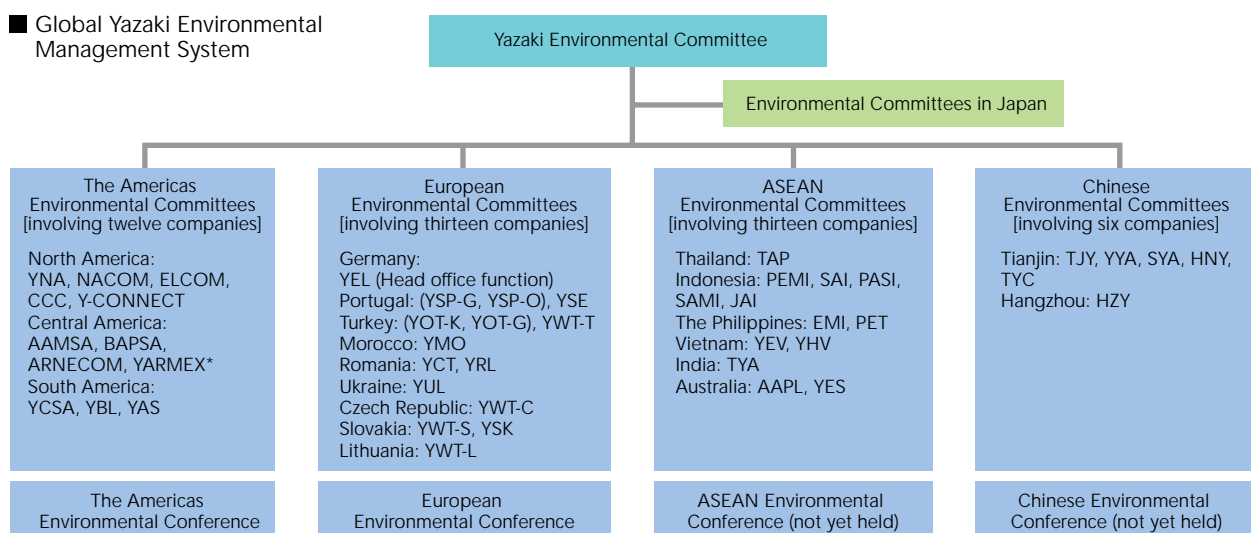 ■ Global Yazaki Environmental
Management System
Yazaki Environmental Committee
Environmental Committees in Japan
The Americas
Environmental Committees
[involving twelve companies]
North America:
YNA, NACOM, ELCOM,
CCC, Y-CONNECT
Central America:
AAMSA, BAPSA,
ARNECOM, YARMEX*
South America:
YCSA, YBL, YAS
European
Environmental Committees
[involving thirteen companies]
Germany:
YEL (Head office function)
Portugal: (YSP-G, YSP-O), YSE
Turkey: (YOT-K, YOT-G), YWT-T
Morocco: YMO
Romania: YCT, YRL
Ukraine: YUL
Czech Republic: YWT-C
Slovakia: YWT-S, YSK
Lithuania: YWT-L
ASEAN
Environmental Committees
[involving thirteen companies]
Thailand: TAP
Indonesia: PEMI, SAI, PASI,
SAMI, JAI
The Philippines: EMI, PET
Vietnam: YEV, YHV
India: TYA
Australia: AAPL, YES
Chinese
Environmental Committees
[involving six companies]
Tianjin: TJY, YYA, SYA, HNY,
TYC
Hangzhou: HZY
The Americas
Environmental Conference
European
Environmental Conference
ASEAN Environmental
Conference (not yet held)
Chinese Environmental
Conference (not yet held)